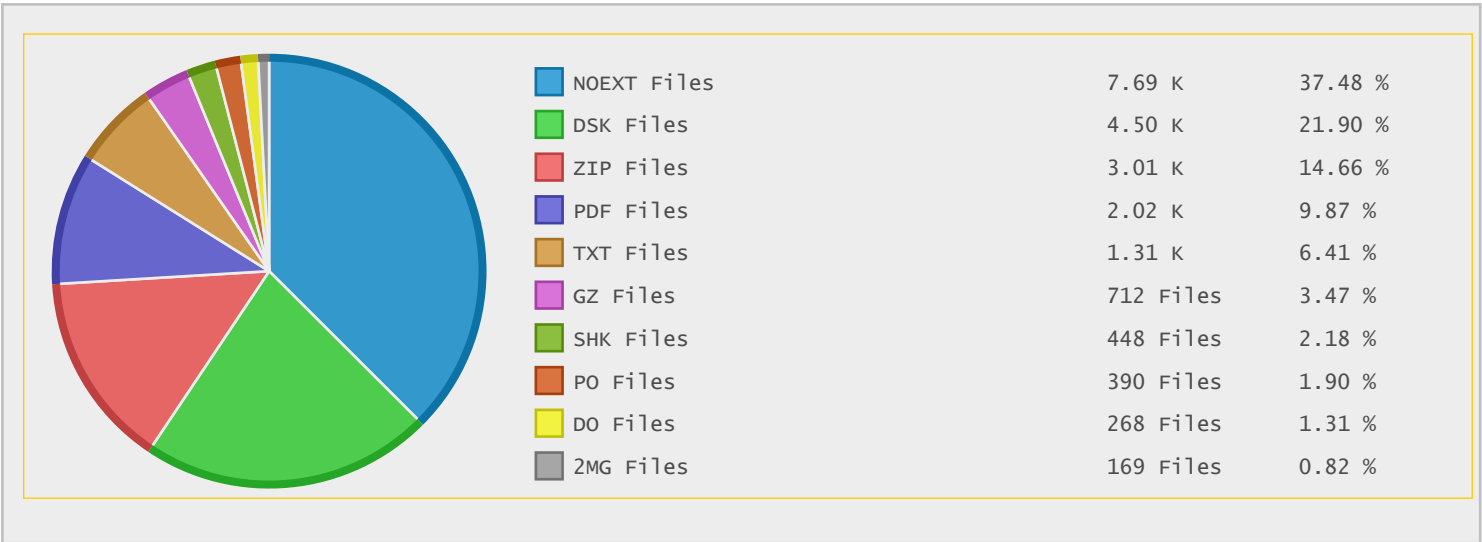 NOEXT Files 7.69 K 37.48 %
DSK Files 4.50 K 21.90 %
ZIP Files 3.01 K 14.66 %
PDF Files 2.02 K 9.87 %
TXT Files 1.31 K 6.41 %
GZ Files 712 Files 3.47 %
SHK Files 448 Files 2.18 %
PO Files 390 Files 1.90 %
DO Files 268 Files 1.31 %
2MG Files 169 Files 0.82 %